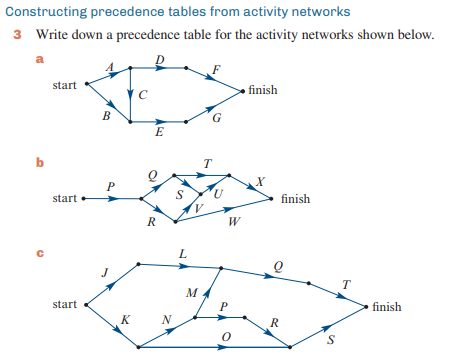 Constructing precedence tables from activity networks
3 Write down a precedence table for the activity networks shown below.
a
A D F
start C finish
B E G
b
Q T X
P S U
start V finish
R W
c
L
J Q
M T
start P finish
K N R
O S